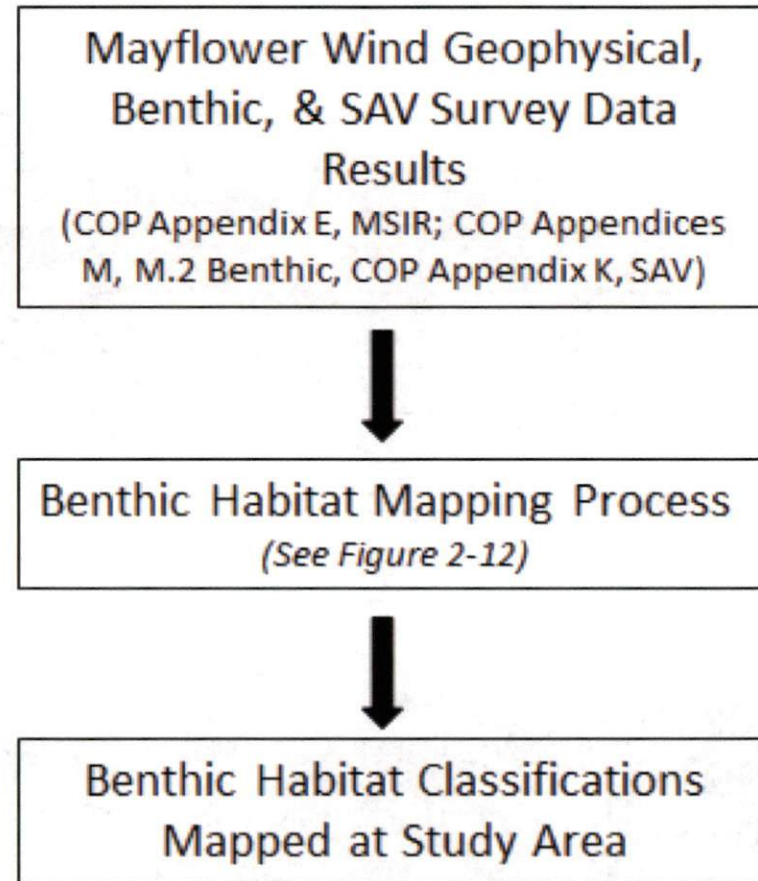 Mayflower Wind Geophysical,
Benthic, & SAV Survey Data
Results
(COP Appendix E, MSIR; COP Appendices
M, M.2 Benthic, COP Appendix K, SAV)
Benthic Habitat Mapping Process
(See Figure 2-12)
Benthic Habitat Classifications
Mapped at Study Area